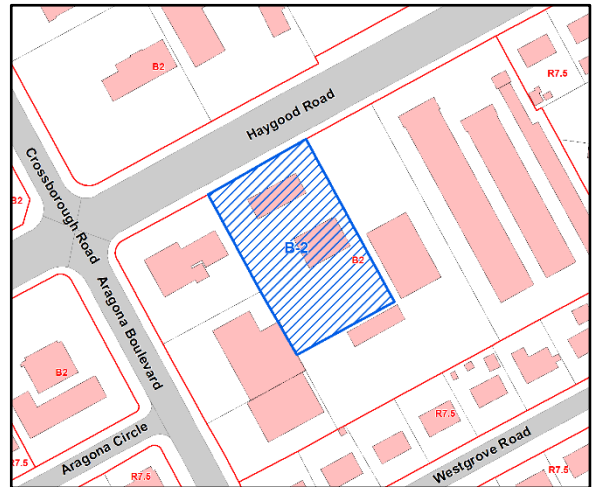 B2
R7.5
Haygood Road
Crossborough Road
B2
B-2
B2
Aragona Boulevard
B2
R7.5
Aragona Circle
Westgrove Road
R7.5
R7.5
R7.5